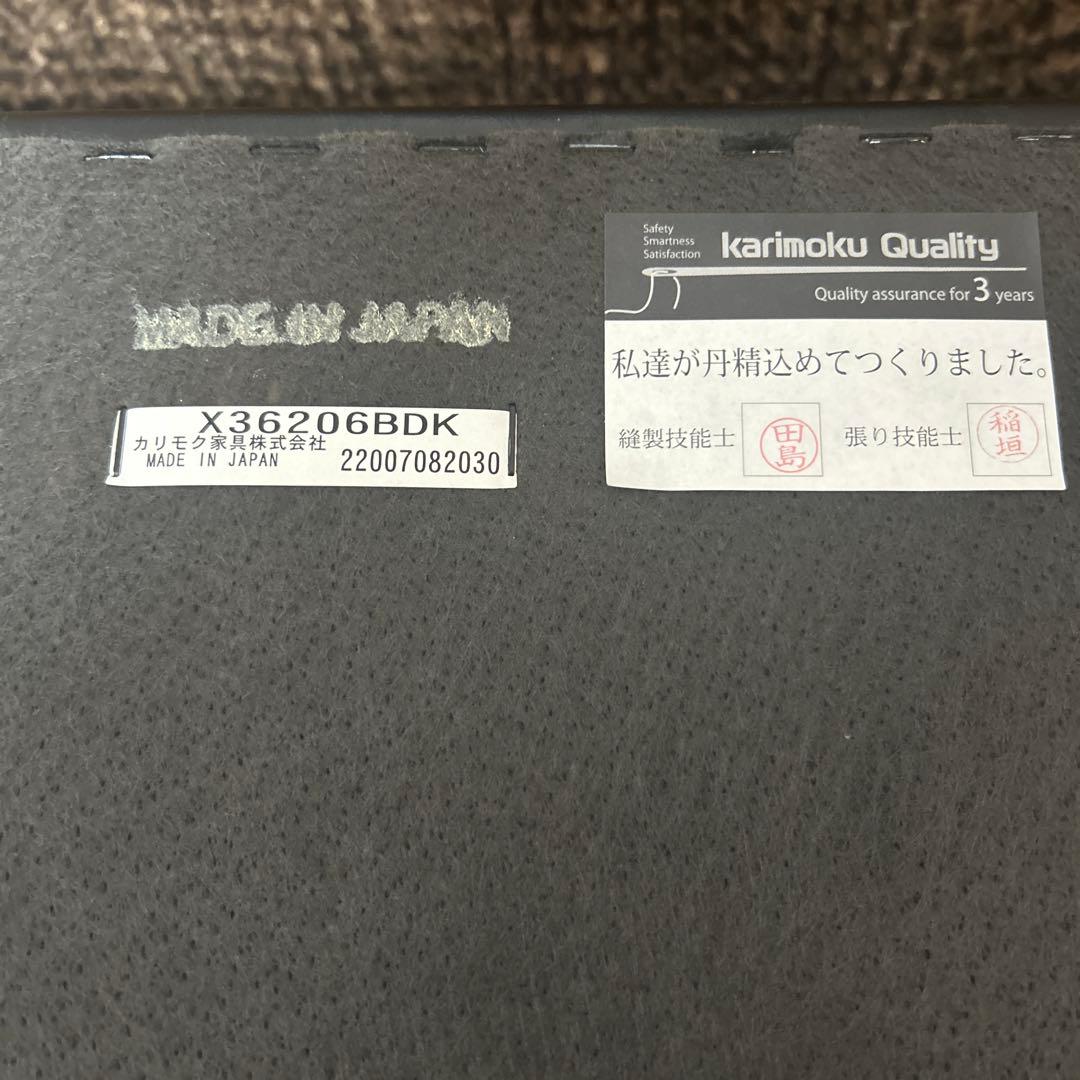 MADE IN JAPAN
X36206BDK
カリモク家具株式会社
MADE IN JAPAN 22007082030
Safety
Smartness
Satisfaction
karimoku Quality
Quality assurance for 3 years
私達が丹精込めてつくりました。
縫製技能士 田島 張り技能士 稲垣